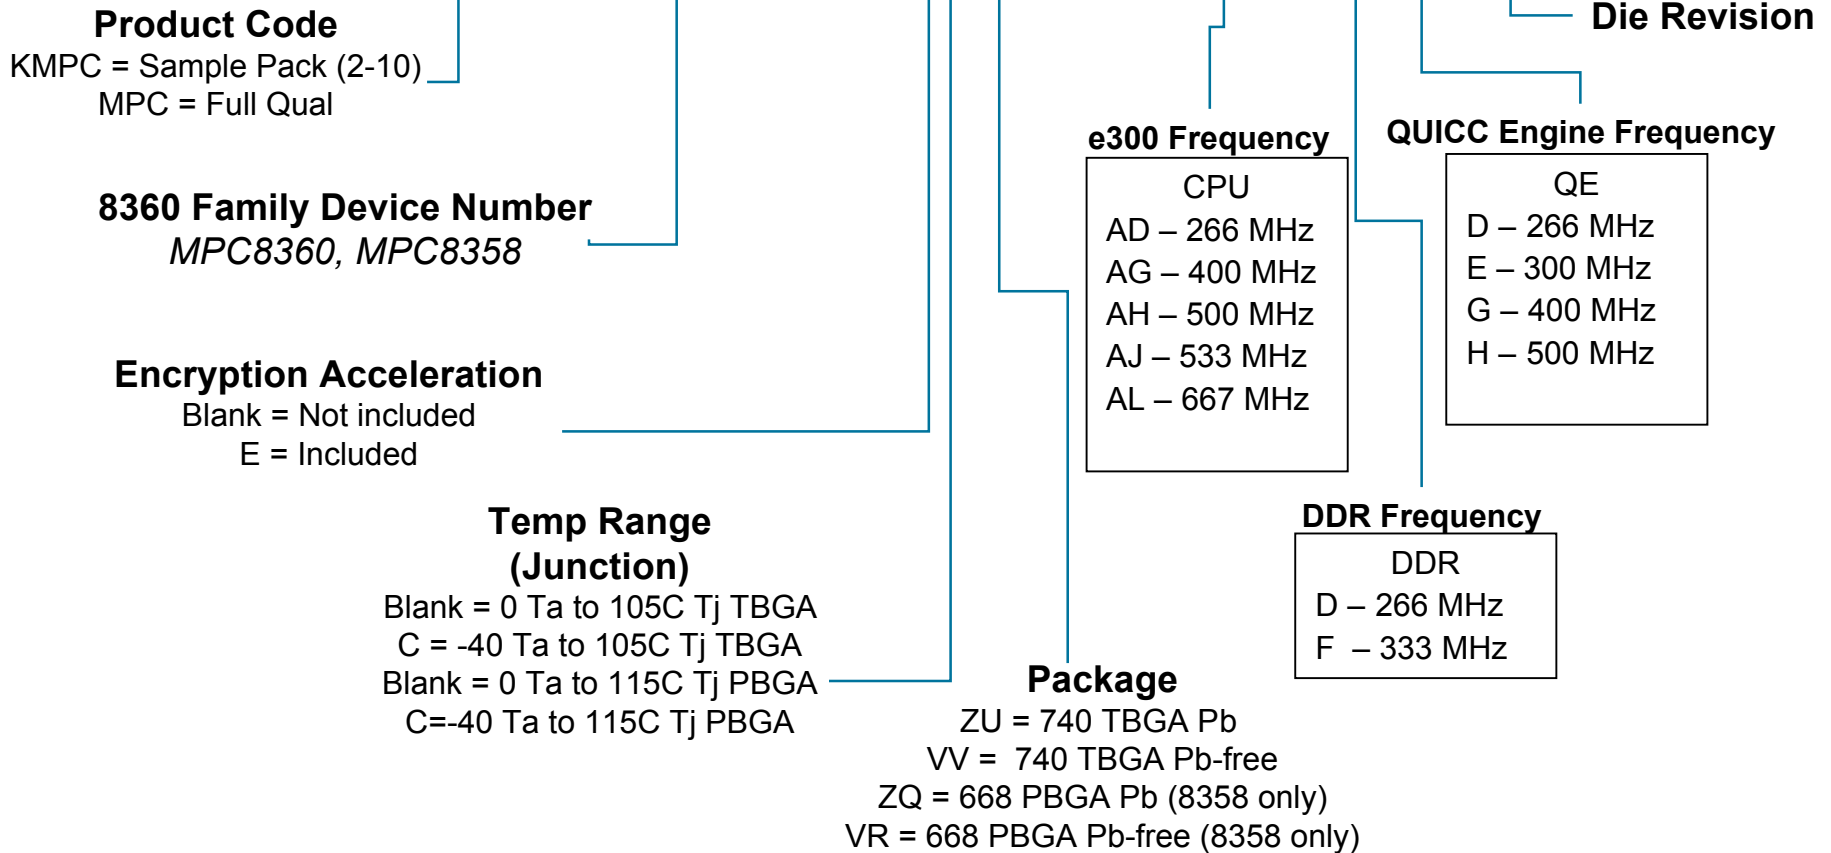 Product Code
KMPC = Sample Pack (2-10)
MPC = Full Qual
Die Revision
8360 Family Device Number
MPC8360, MPC8358
Encryption Acceleration
Blank = Not included
E = Included
Temp Range
(Junction)
Blank = 0 Ta to 105C Tj TBGA
C = -40 Ta to 105C Tj TBGA
Blank = 0 Ta to 115C Tj PBGA
C=-40 Ta to 115C Tj PBGA
Package
ZU = 740 TBGA Pb
VV = 740 TBGA Pb-free
ZQ = 668 PBGA Pb (8358 only)
VR = 668 PBGA Pb-free (8358 only)
e300 Frequency
CPU
AD – 266 MHz
AG – 400 MHz
AH – 500 MHz
AJ – 533 MHz
AL – 667 MHz
QUICC Engine Frequency
QE
D – 266 MHz
E – 300 MHz
G – 400 MHz
H – 500 MHz
DDR Frequency
DDR
D – 266 MHz
F – 333 MHz